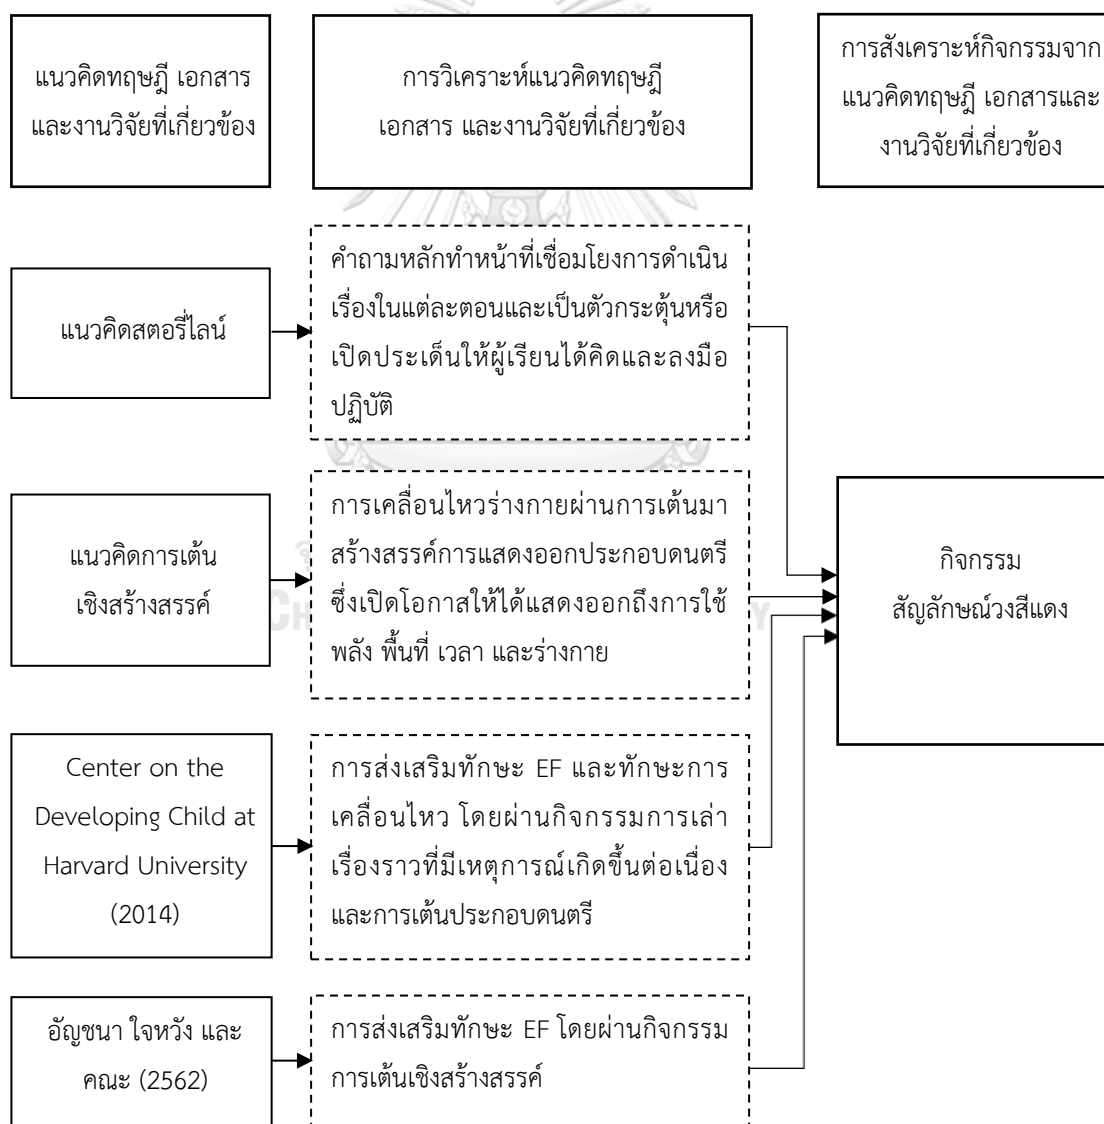 แนวคิดทฤษฎี เอกสาร
และงานวิจัยที่เกี่ยวข้อง
การวิเคราะห์แนวคิดทฤษฎี
เอกสาร และงานวิจัยที่เกี่ยวข้อง
การสังเคราะห์กิจกรรมจาก
แนวคิดทฤษฎี เอกสารและ
งานวิจัยที่เกี่ยวข้อง
แนวคิดสตอรี่ไลน์
คำถามหลักทำหน้าที่เชื่อมโยงการดำเนิน
เรื่องในแต่ละตอนและเป็นตัวกระตุ้นหรือ
เปิดประเด็นให้ผู้เรียนได้คิดและลงมือ
ปฏิบัติ
แนวคิดการเต้น
เชิงสร้างสรรค์
การเคลื่อนไหวร่างกายผ่านการเต้นมา
สร้างสรรค์การแสดงออกประกอบดนตรี
ซึ่งเปิดโอกาสให้ได้แสดงออกถึงการใช้
พลัง พื้นที่ เวลา และร่างกาย
กิจกรรม
สัญลักษณ์วงสีแดง
Center on the
Developing Child at
Harvard University
(2014)
การส่งเสริมทักษะ EF และทักษะการ
เคลื่อนไหว โดยผ่านกิจกรรมการเล่า
เรื่องราวที่มีเหตุการณ์เกิดขึ้นต่อเนื่อง
และการเต้นประกอบดนตรี
อัญชนา ใจหวัง และ
คณะ (2562)
การส่งเสริมทักษะ EF โดยผ่านกิจกรรม
การเต้นเชิงสร้างสรรค์